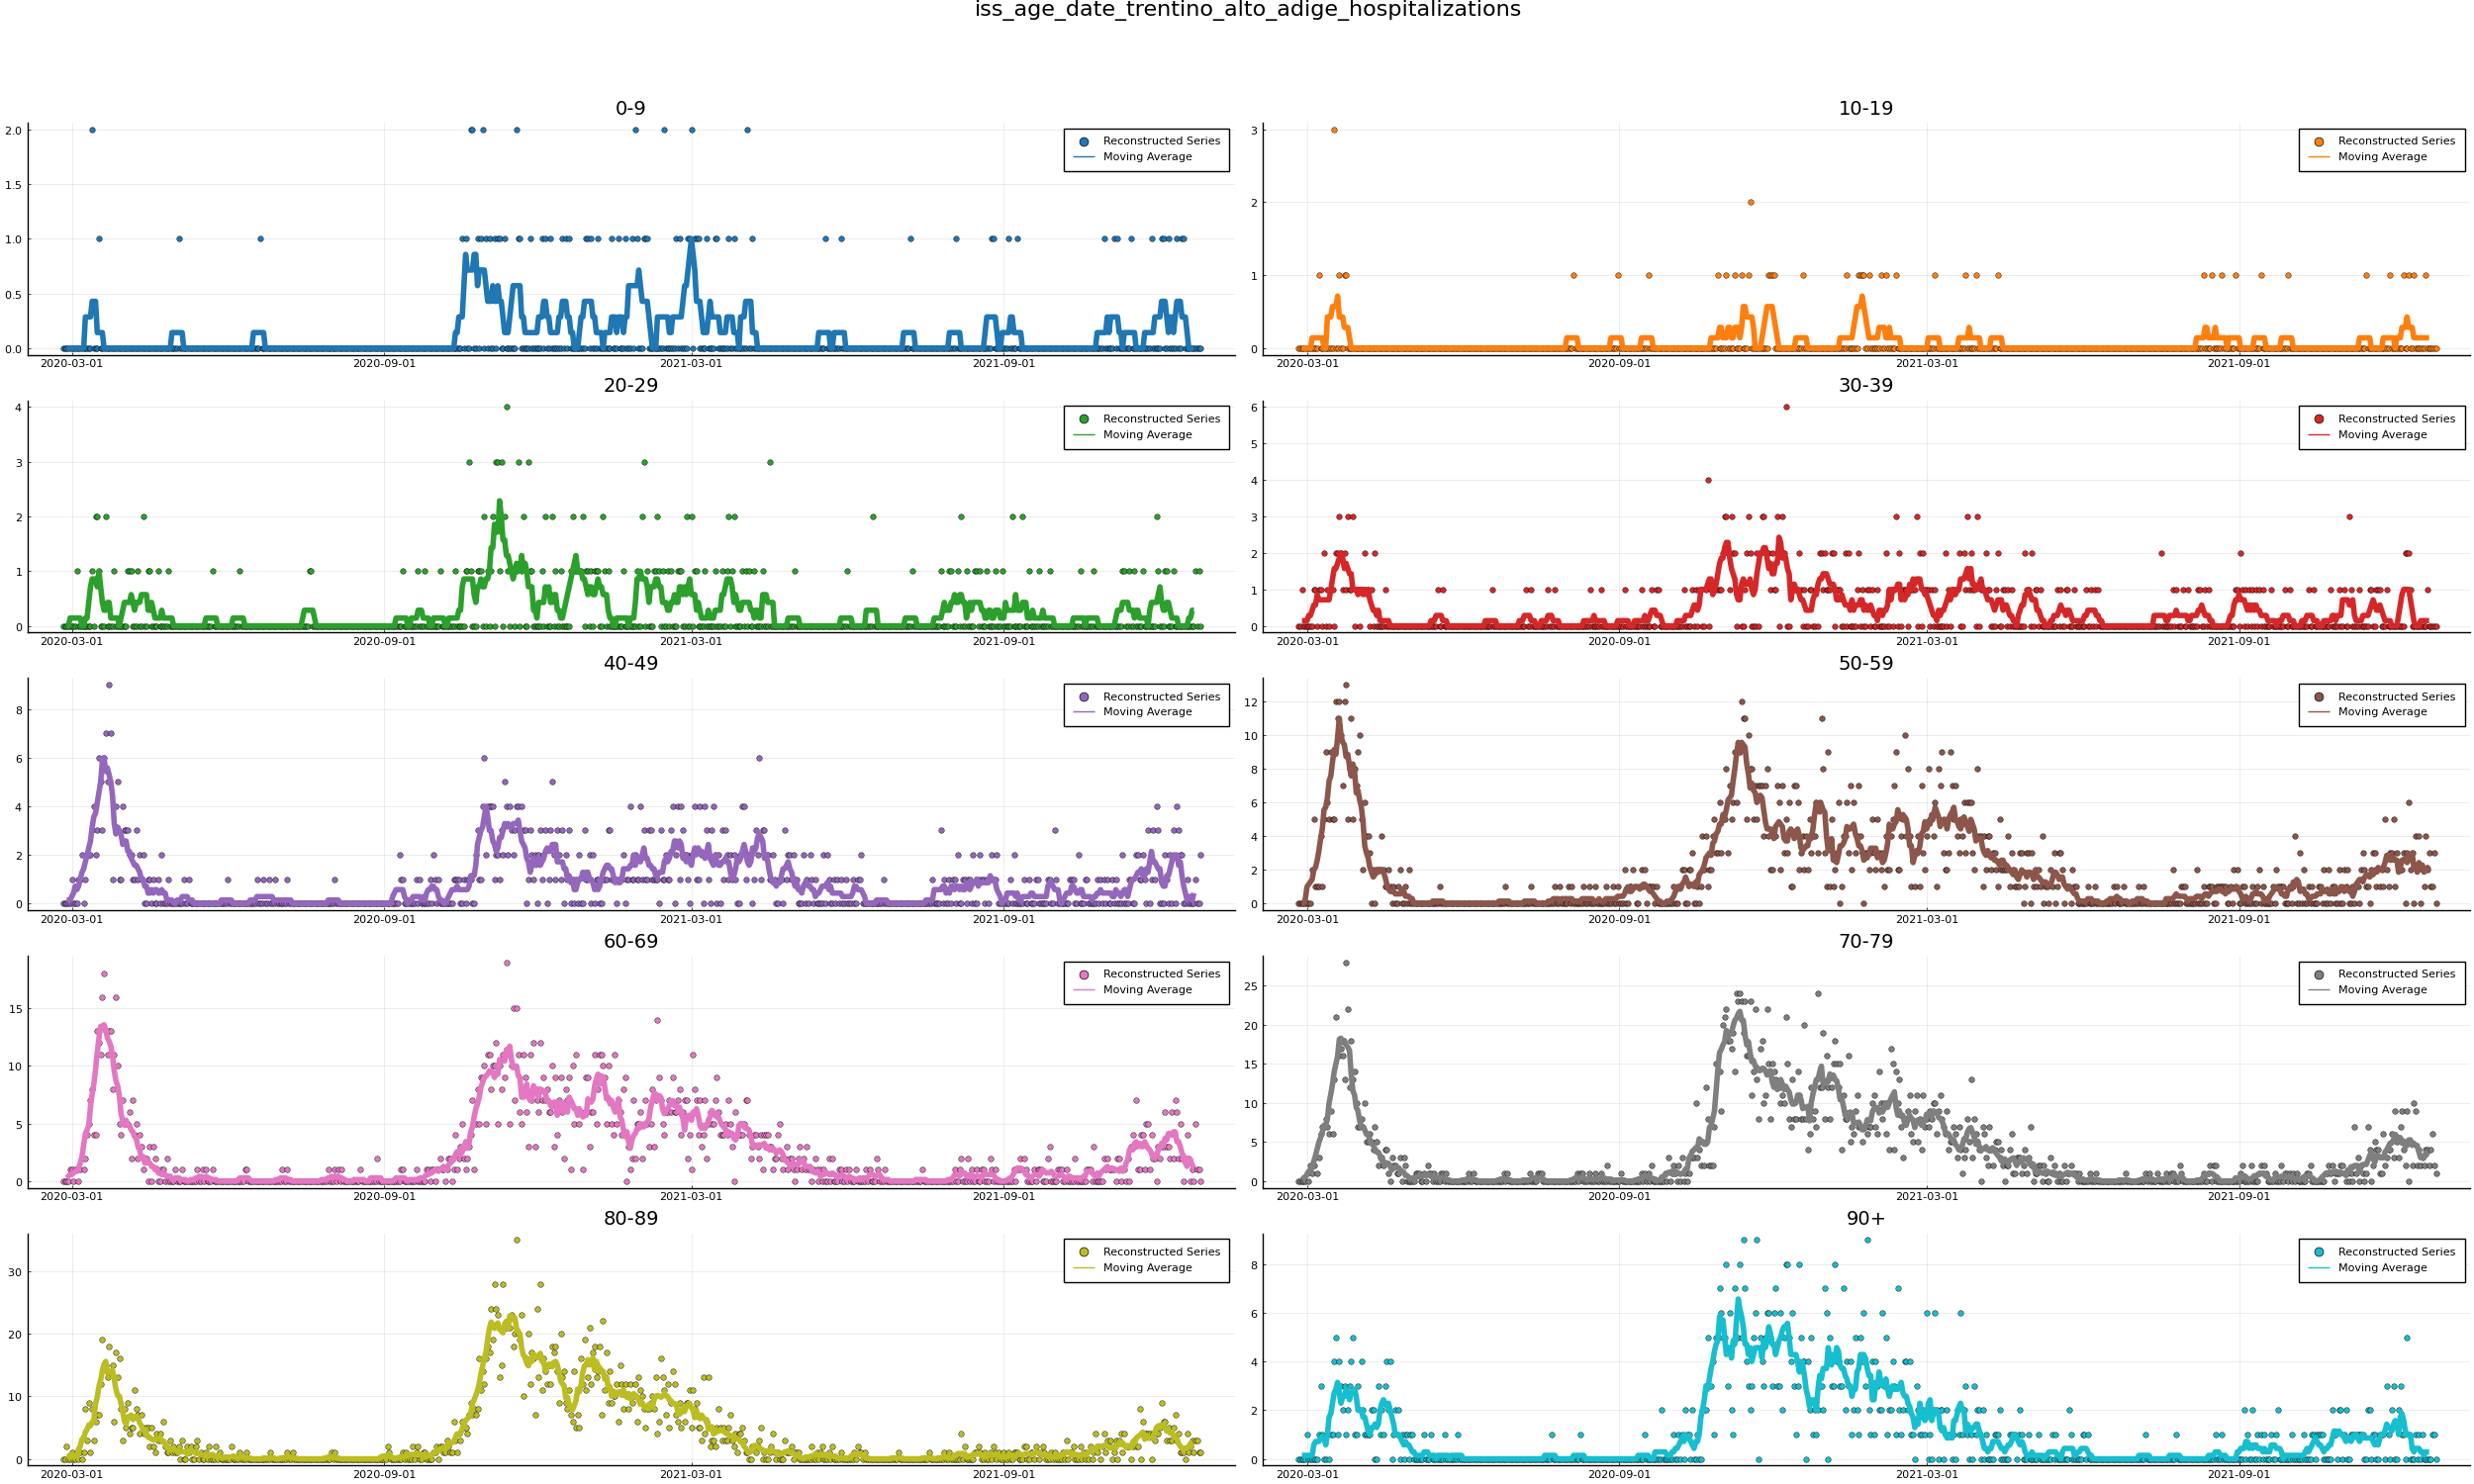 iss_age_date_trentino_alto_adige_hospitalizations
0-9
2.0
1.5
1.0
0.5
0.0
Reconstructed Series
Moving Average
2020-03-01 2020-09-01 2021-03-01 2021-09-01
10-19
3
2
1
0
Reconstructed Series
Moving Average
2020-03-01 2020-09-01 2021-03-01 2021-09-01
20-29
4
3
2
1
0
Reconstructed Series
Moving Average
2020-03-01 2020-09-01 2021-03-01 2021-09-01
30-39
6
5
4
3
2
1
0
Reconstructed Series
Moving Average
2020-03-01 2020-09-01 2021-03-01 2021-09-01
40-49
8
6
4
2
0
Reconstructed Series
Moving Average
2020-03-01 2020-09-01 2021-03-01 2021-09-01
50-59
12
10
8
6
4
2
0
Reconstructed Series
Moving Average
2020-03-01 2020-09-01 2021-03-01 2021-09-01
60-69
15
10
5
0
Reconstructed Series
Moving Average
2020-03-01 2020-09-01 2021-03-01 2021-09-01
70-79
25
20
15
10
5
0
Reconstructed Series
Moving Average
2020-03-01 2020-09-01 2021-03-01 2021-09-01
80-89
30
20
10
0
Reconstructed Series
Moving Average
2020-03-01 2020-09-01 2021-03-01 2021-09-01
90+
8
6
4
2
0
Reconstructed Series
Moving Average
2020-03-01 2020-09-01 2021-03-01 2021-09-01